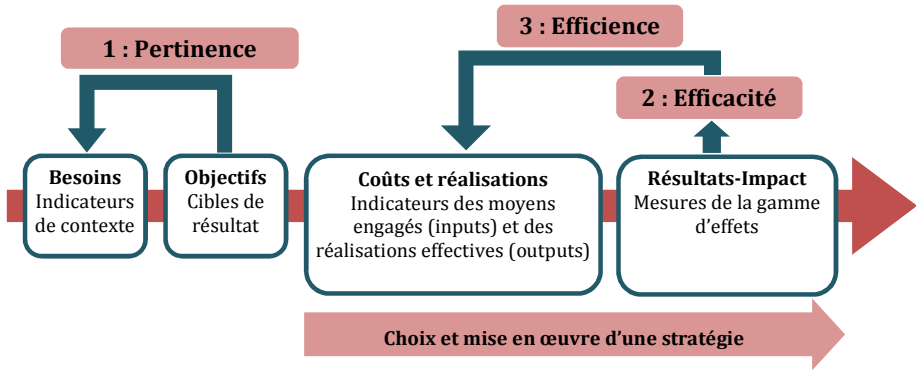 3 : Efficience
1 : Pertinence
2 : Efficacité
Besoins
Indicateurs
de contexte
Objectifs
Cibles de
résultat
Coûts et réalisations
Indicateurs des moyens
engagés (inputs) et des
réalisations effectives (outputs)
Résultats-Impact
Mesures de la gamme
d’effets
Choix et mise en œuvre d’une stratégie